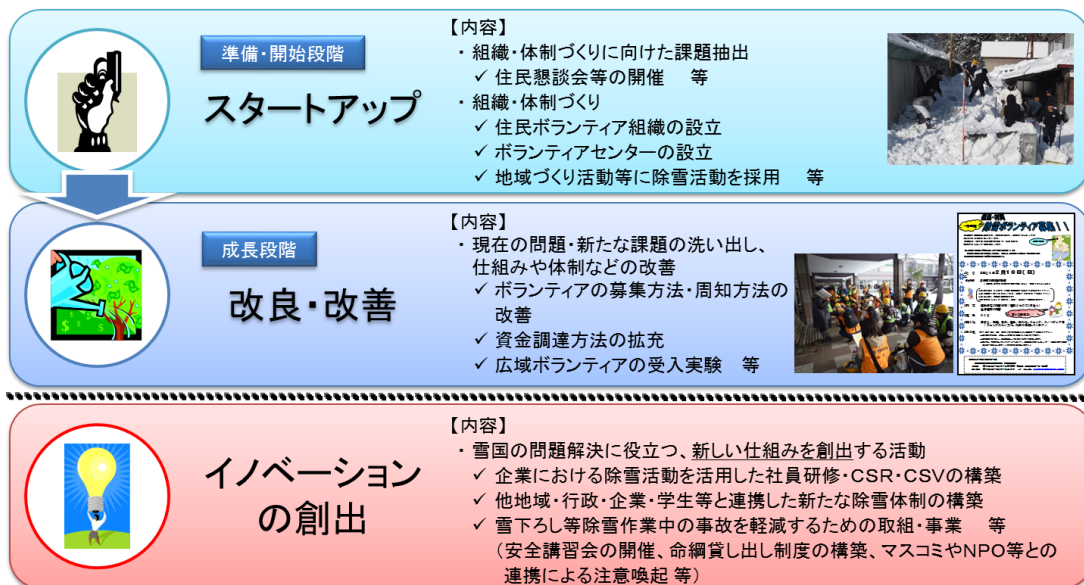 準備・開始段階
スタートアップ
【内容】
・ 組織・体制づくりに向けた課題抽出
✓ 住民懇談会等の開催　等
・ 組織・体制づくり
✓ 住民ボランティア組織の設立
✓ ボランティアセンターの設立
✓ 地域づくり活動等に除雪活動を採用　等
成長段階
改良・改善
【内容】
・ 現在の問題・新たな課題の洗い出し、
仕組みや体制などの改善
✓ ボランティアの募集方法・周知方法の
改善
✓ 資金調達方法の拡充
✓ 広域ボランティアの受入実験　等
除雪ボランティア募集
2月16日(日)
イノベーション
の創出
【内容】
・ 雪国の問題解決に役立つ、新しい仕組みを創出する活動
✓ 企業における除雪活動を活用した社員研修・CSR・CSVの構築
✓ 他地域・行政・企業・学生等と連携した新たな除雪体制の構築
✓ 雪下ろし等除雪作業中の事故を軽減するための取組・事業　等
（安全講習会の開催、命綱貸し出し制度の構築、マスコミやNPO等との
連携による注意喚起 等）